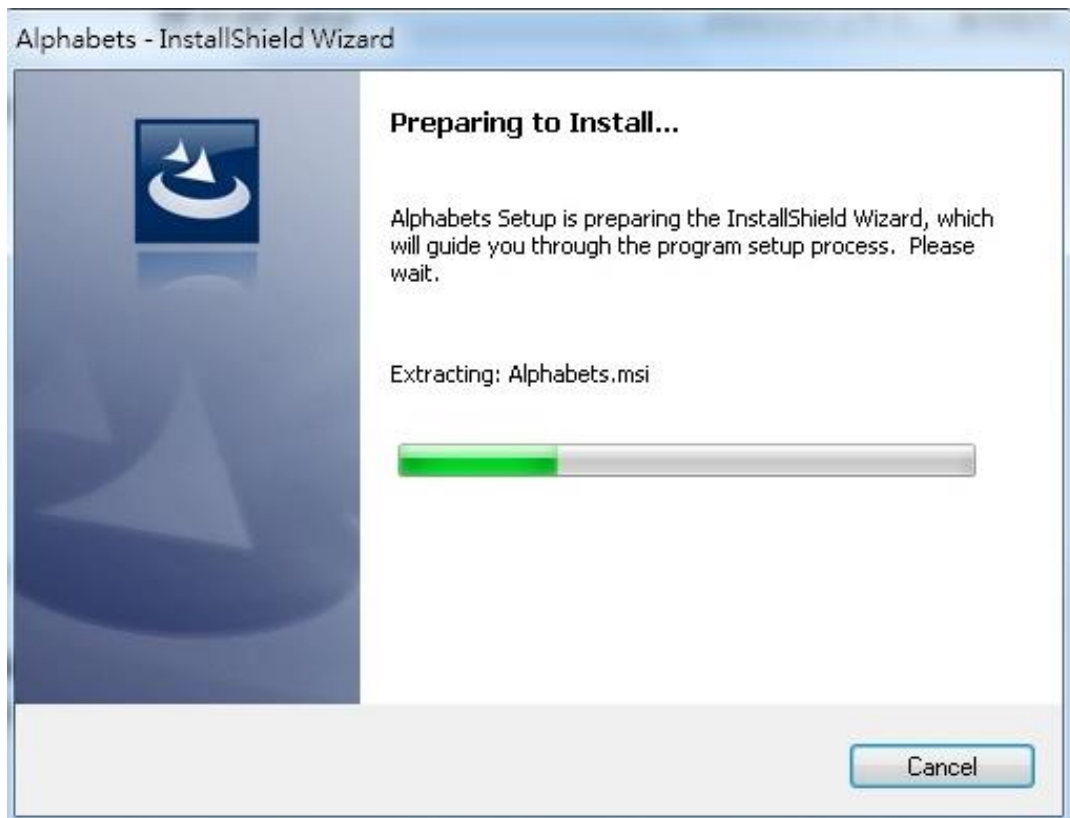 Alphabets - InstallShield Wizard
Preparing to Install...
Alphabets Setup is preparing the InstallShield Wizard, which
will guide you through the program setup process.  Please
wait.
Extracting: Alphabets.msi
Cancel